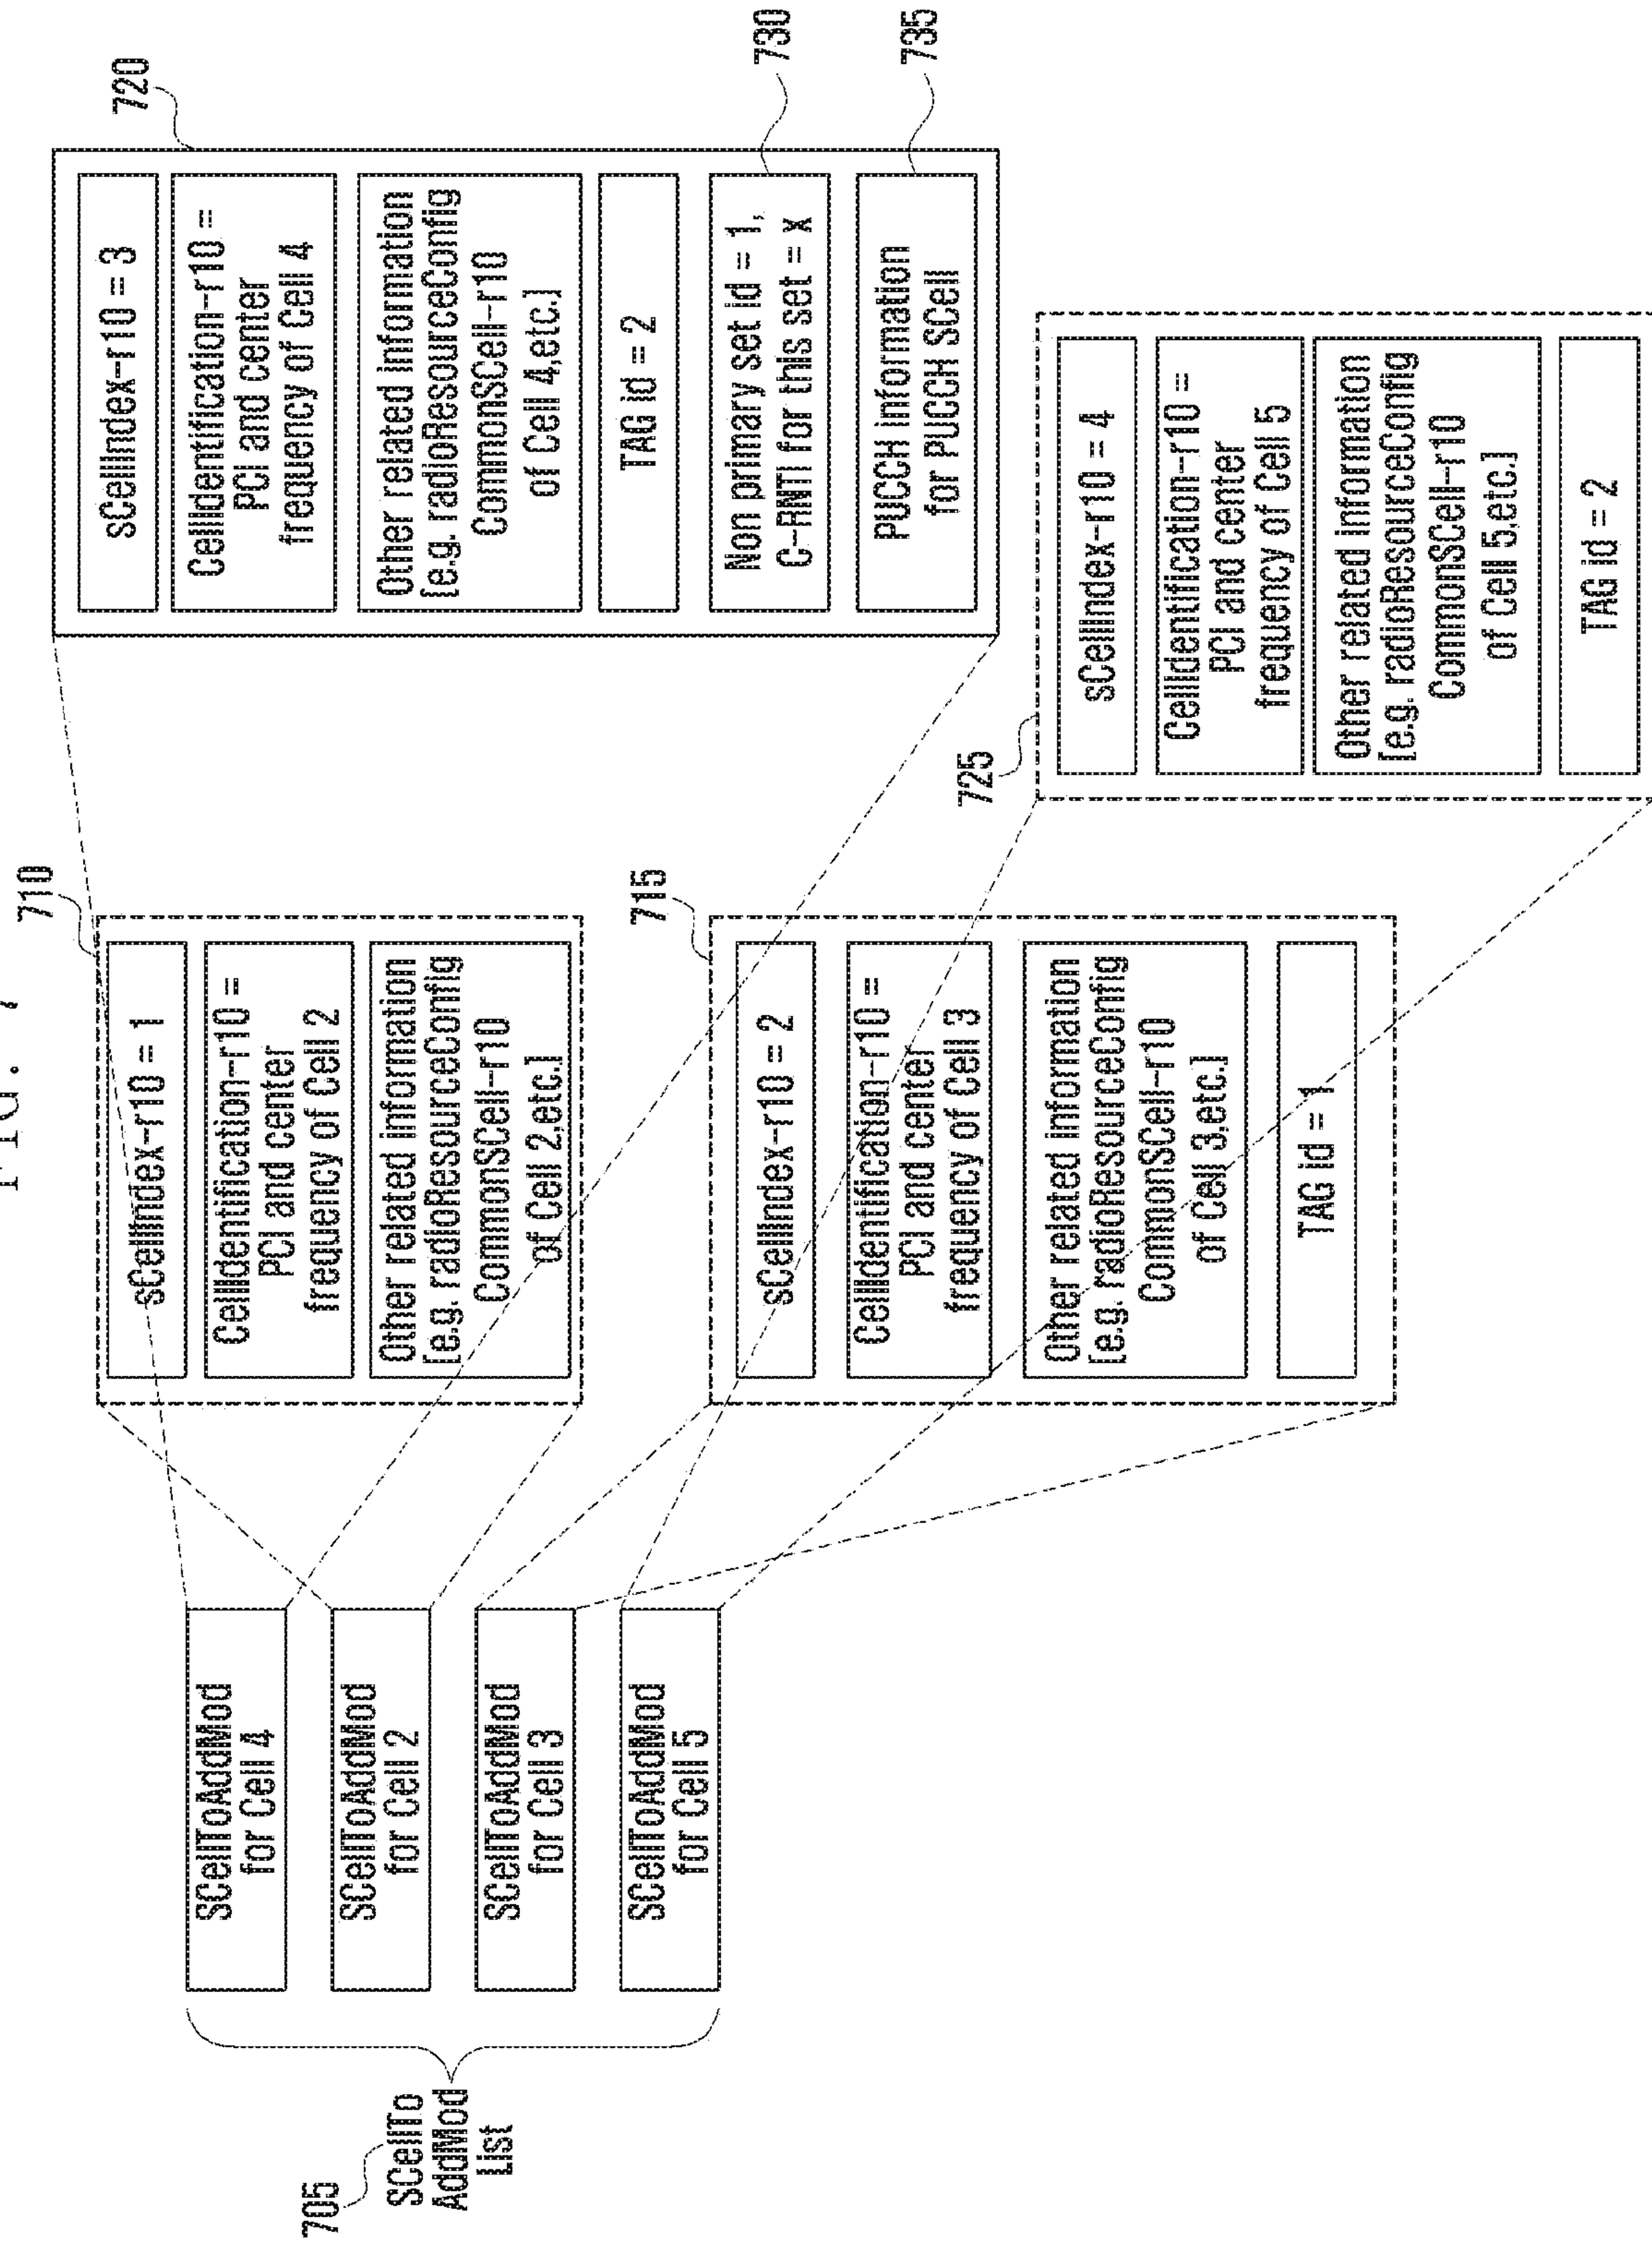 FIG. 7
705
SCellTo
AddMod
List
SCellToAddMod
for Cell 4
SCellToAddMod
for Cell 2
SCellToAddMod
for Cell 3
SCellToAddMod
for Cell 5
710
sCellIndex-r10 = 1
CellIdentification-r10 =
PCI and center
frequency of Cell 2
Other related information
[e.g. radioResourceConfig
CommonSCell-r10
of Cell 2,etc.]
715
sCellIndex-r10 = 2
CellIdentification-r10 =
PCI and center
frequency of Cell 3
Other related information
[e.g. radioResourceConfig
CommonSCell-r10
of Cell 3,etc.]
TAG id = 1
720
sCellIndex-r10 = 3
CellIdentification-r10 =
PCI and center
frequency of Cell 4
Other related information
[e.g. radioResourceConfig
CommonSCell-r10
of Cell 4,etc.]
TAG id = 2
Non primary set id = 1,
C-RNTI for this set = x
730
PUCCH information
for PUCCH SCell
735
725
sCellIndex-r10 = 4
CellIdentification-r10 =
PCI and center
frequency of Cell 5
Other related information
[e.g. radioResourceConfig
CommonSCell-r10
of Cell 5,etc.]
TAG id = 2